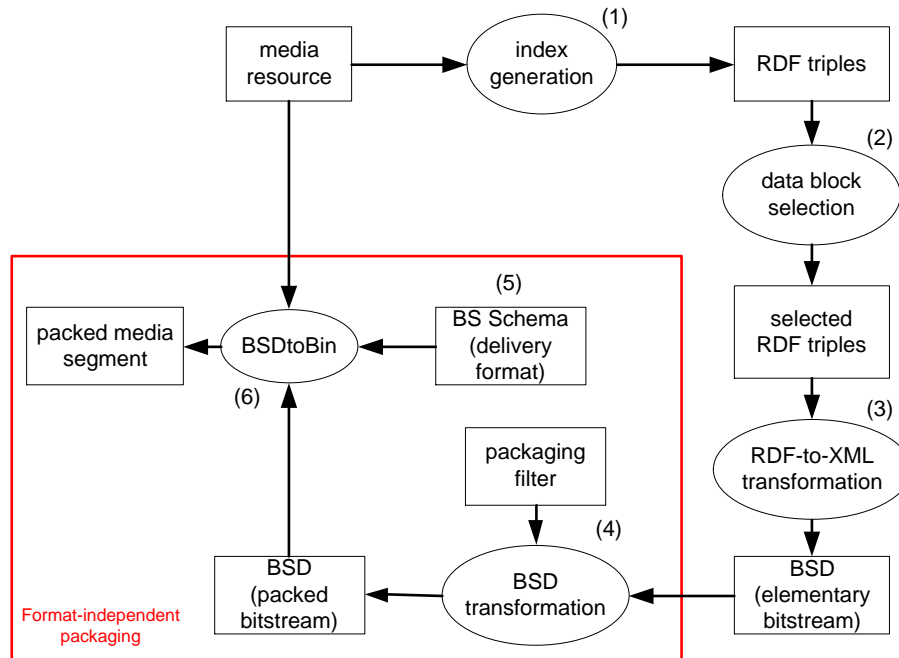 (1)
media
resource
index
generation
RDF triples
(2)
data block
selection
(5)
packed media
segment
BSDtoBin
BS Schema
(delivery
format)
selected
RDF triples
(6)
(3)
packaging
filter
RDF-to-XML
transformation
(4)
BSD
(packed
bitstream)
BSD
transformation
BSD
(elementary
bitstream)
Format-independent
packaging